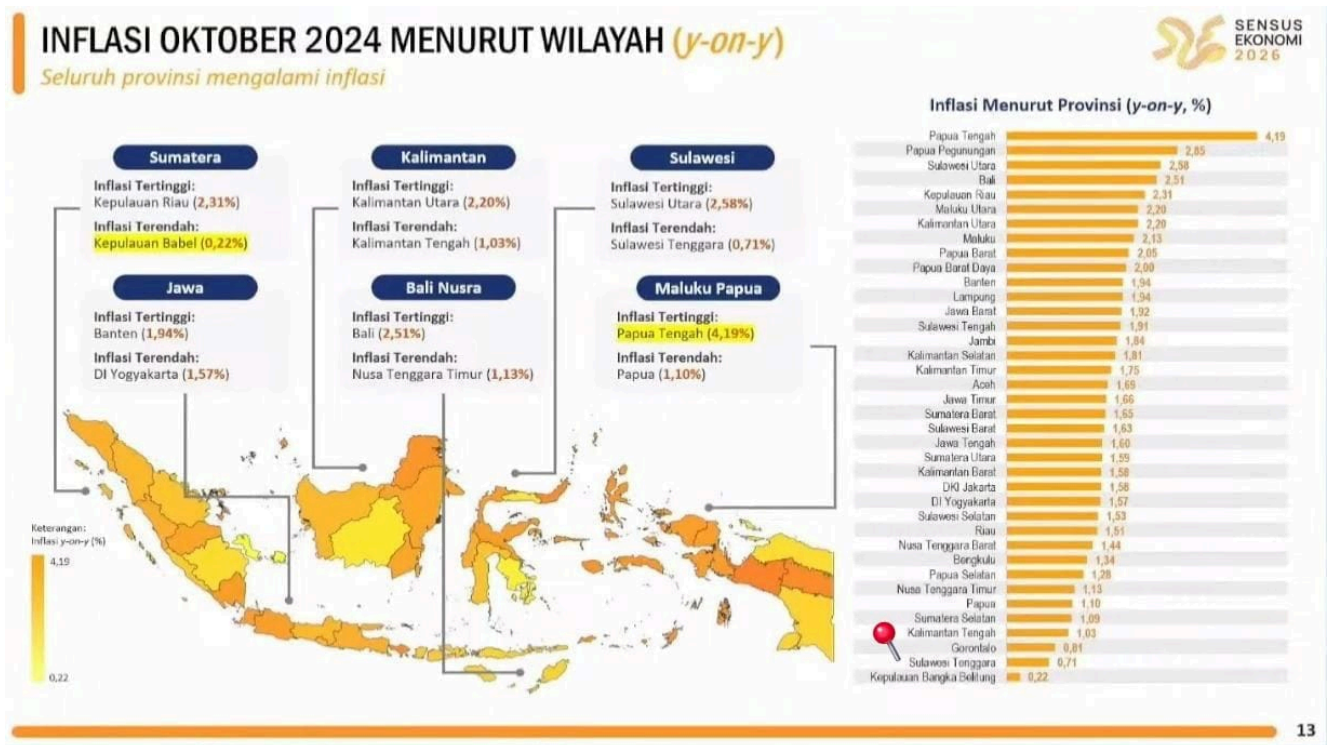 INFLASI OKTOBER 2024 MENURUT WILAYAH (y-on-y)
Seluruh provinsi mengalami inflasi
SENSUS
EKONOMI
2026
Sumatera
Inflasi Tertinggi:
Kepulauan Riau (2,31%)
Inflasi Terendah:
Kepulauan Babel (0,22%)
Kalimantan
Inflasi Tertinggi:
Kalimantan Utara (2,20%)
Inflasi Terendah:
Kalimantan Tengah (1,03%)
Sulawesi
Inflasi Tertinggi:
Sulawesi Utara (2,58%)
Inflasi Terendah:
Sulawesi Tenggara (0,71%)
Jawa
Inflasi Tertinggi:
Banten (1,94%)
Inflasi Terendah:
DI Yogyakarta (1,57%)
Bali Nusra
Inflasi Tertinggi:
Bali (2,51%)
Inflasi Terendah:
Nusa Tenggara Timur (1,13%)
Maluku Papua
Inflasi Tertinggi:
Papua Tengah (4,19%)
Inflasi Terendah:
Papua (1,10%)
Keterangan:
Inflasi y-on-y (%)
4,19
0,22
Inflasi Menurut Provinsi (y-on-y, %)
Papua Tengah 4,19
Papua Pegunungan 2,85
Sulawesi Utara 2,58
Bali 2,51
Kepulauan Riau 2,31
Maluku Utara 2,20
Kalimantan Utara 2,20
Maluku 2,13
Papua Barat 2,05
Papua Barat Daya 2,00
Banten 1,94
Lampung 1,94
Jawa Barat 1,92
Sulawesi Tengah 1,91
Jambi 1,84
Kalimantan Selatan 1,81
Kalimantan Timur 1,75
Aceh 1,69
Jawa Timur 1,66
Sumatera Barat 1,65
Sulawesi Barat 1,63
Jawa Tengah 1,60
Sumatera Utara 1,59
Kalimantan Barat 1,58
DKI Jakarta 1,58
DI Yogyakarta 1,57
Sulawesi Selatan 1,53
Riau 1,51
Nusa Tenggara Barat 1,44
Bengkulu 1,34
Papua Selatan 1,28
Nusa Tenggara Timur 1,13
Papua 1,10
Sumatera Selatan 1,09
Kalimantan Tengah 1,03
Gorontalo 0,81
Sulawesi Tenggara 0,71
Kepulauan Bangka Belitung 0,22
13